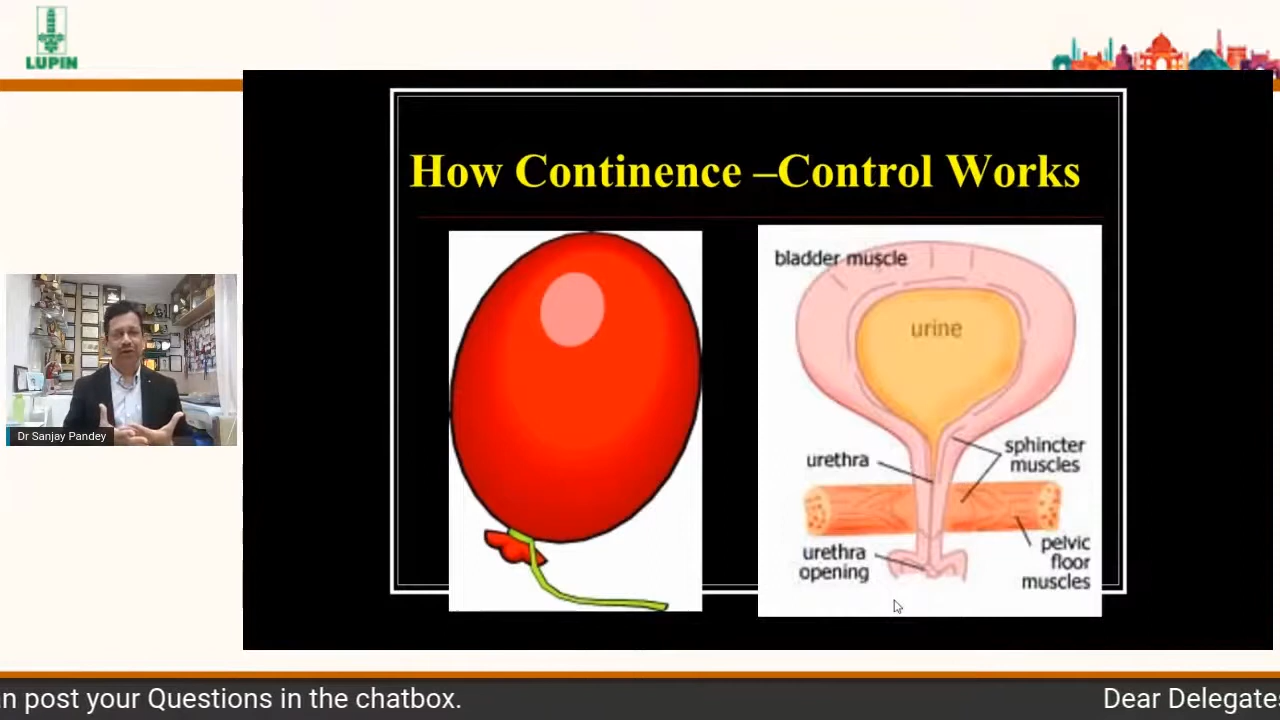 LUPIN
How Continence –Control Works
bladder muscle
urine
urethra
sphincter
muscles
urethra
opening
pelvic
floor
muscles
Dr Sanjay Pandey
post your Questions in the chatbox.
Dear